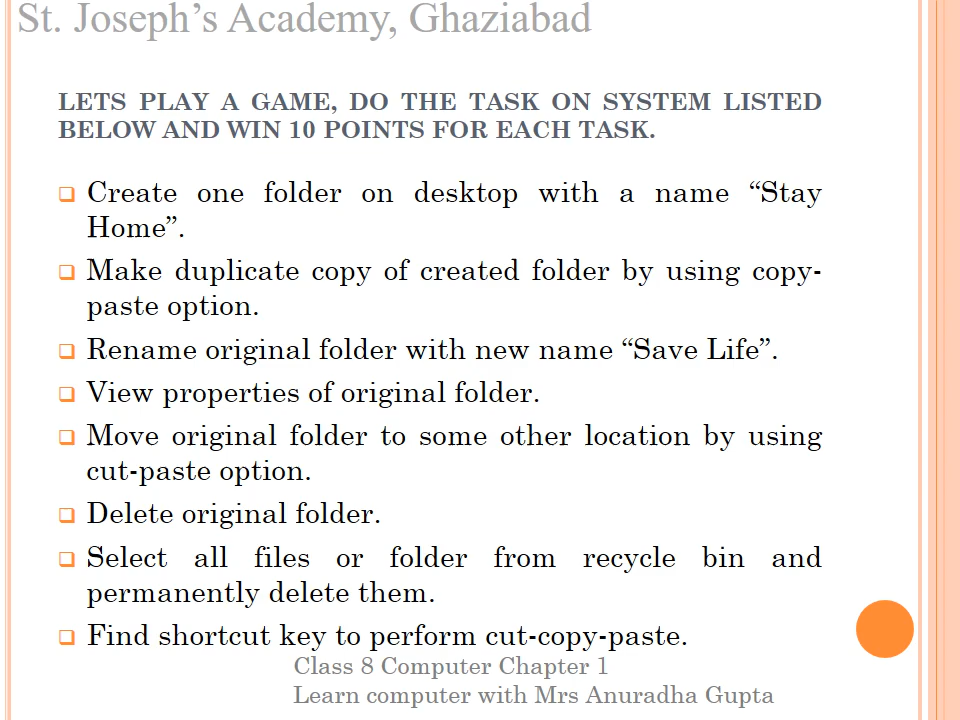 St. Joseph’s Academy, Ghaziabad
LETS PLAY A GAME, DO THE TASK ON SYSTEM LISTED
BELOW AND WIN 10 POINTS FOR EACH TASK.
Create one folder on desktop with a name “Stay
Home”.
Make duplicate copy of created folder by using copy-
paste option.
Rename original folder with new name “Save Life”.
View properties of original folder.
Move original folder to some other location by using
cut-paste option.
Delete original folder.
Select all files or folder from recycle bin and
permanently delete them.
Find shortcut key to perform cut-copy-paste.
Class 8 Computer Chapter 1
Learn computer with Mrs Anuradha Gupta